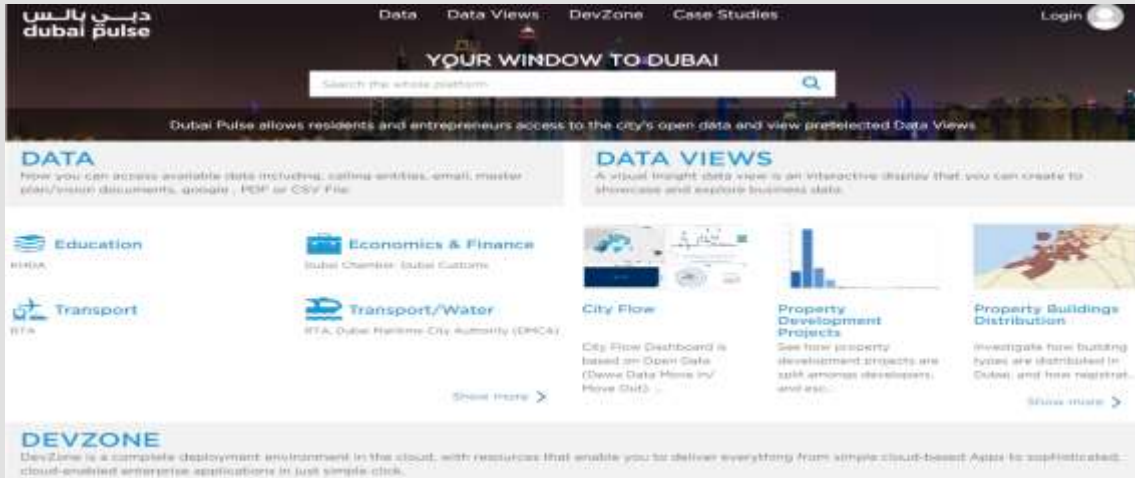 دبي بالس
dubai pulse
Data Data Views DevZone Case Studies
Login
YOUR WINDOW TO DUBAI
Search the whole platform
Dubai Pulse allows residents and entrepreneurs access to the city's open data and view preselected Data Views
DATA
Now you can access available data including, calling entities, email, master
plan/vision documents, google , PDF or CSV File.
Education
KHDA
Economics & Finance
Dubai Chamber, Dubai Customs
Transport
RTA
Transport/Water
RTA, Dubai Maritime City Authority (DMCA)
Show more
DATA VIEWS
A visual insight data view is an interactive display that you can create to
showcase and explore business data.
City Flow
City Flow Dashboard is
based on Open Data
(Dewa Data Move In/
Move Out) ...
Property
Development
Projects
See how property
development projects are
split amongs developers,
and esc...
Property Buildings
Distribution
Investigate how building
types are distributed in
Dubai, and how registrat...
Show more
DEVZONE
DevZone is a complete deployment environment in the cloud, with resources that enable you to deliver everything from simple cloud-based Apps to sophisticated,
cloud-enabled enterprise applications in just simple click.